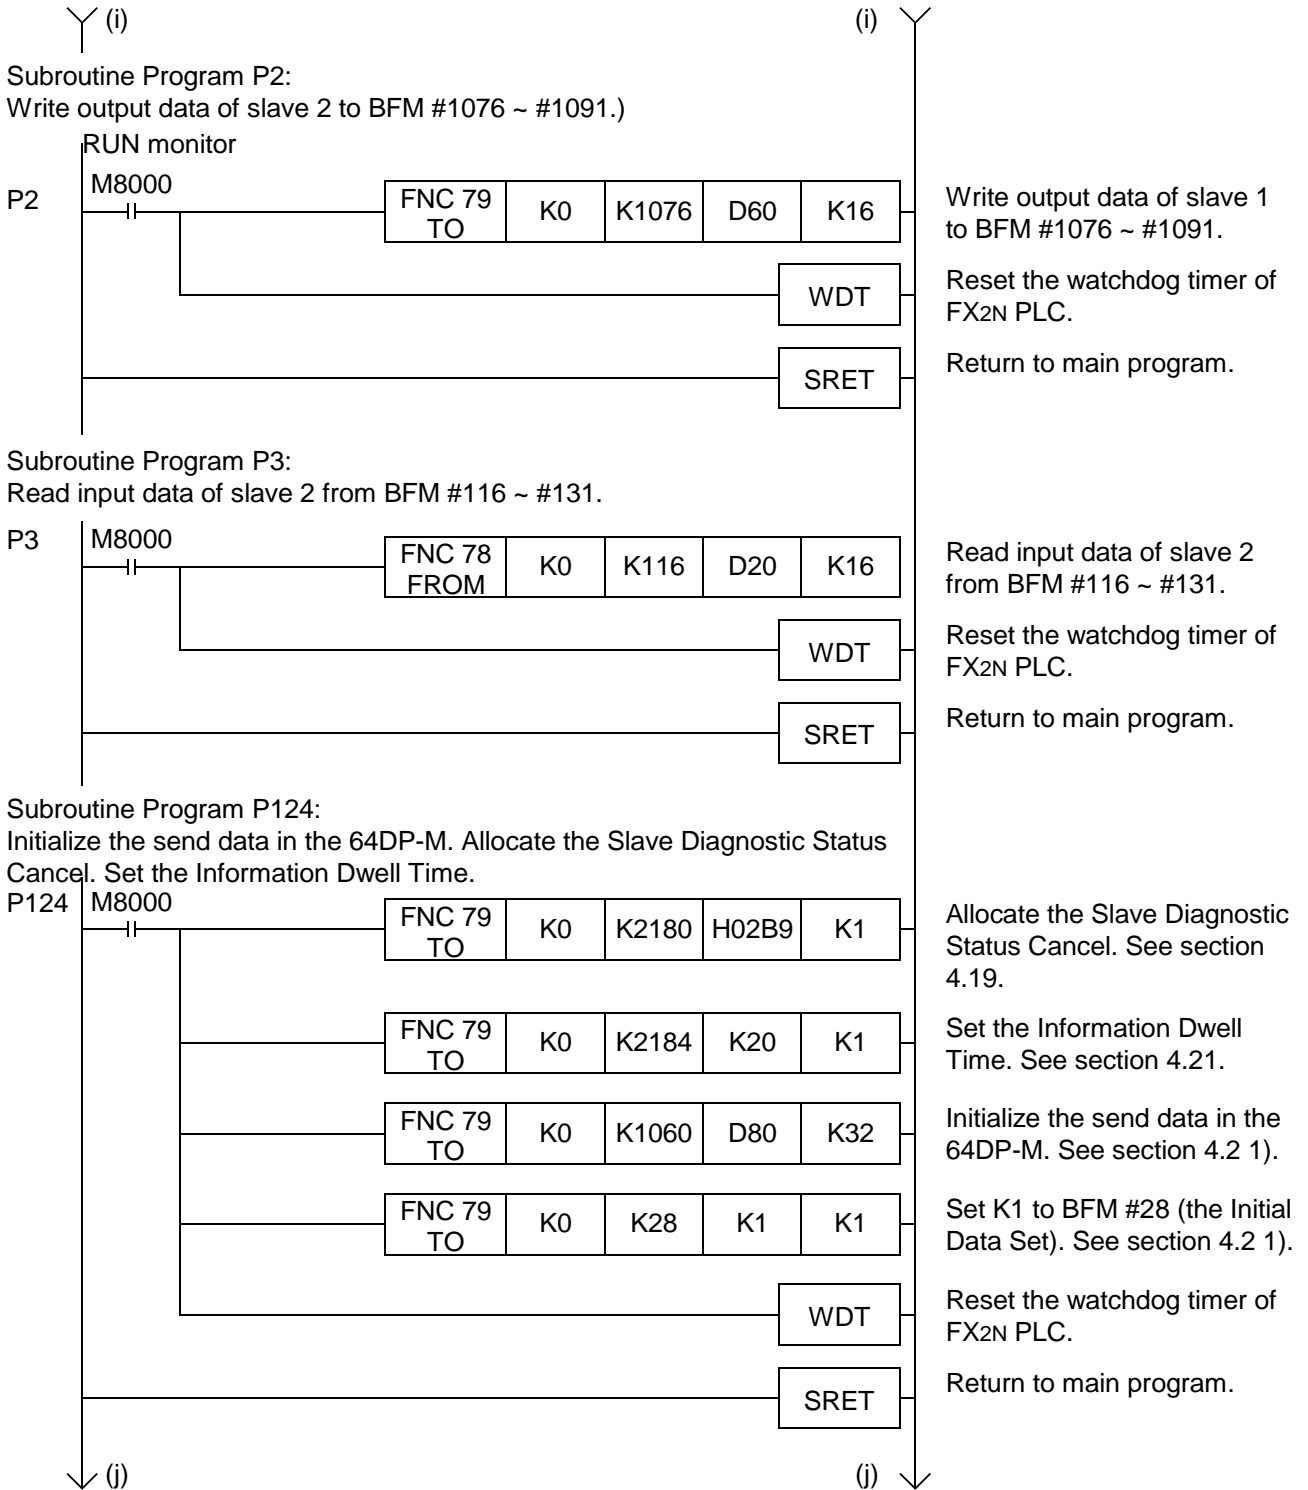 (i) (i)
Subroutine Program P2:
Write output data of slave 2 to BFM #1076 ~ #1091.)
RUN monitor
P2 M8000
FNC 79 TO K0 K1076 D60 K16
Write output data of slave 1
to BFM #1076 ~ #1091.
WDT
Reset the watchdog timer of
FX2N PLC.
SRET
Return to main program.
Subroutine Program P3:
Read input data of slave 2 from BFM #116 ~ #131.
P3 M8000
FNC 78 FROM K0 K116 D20 K16
Read input data of slave 2
from BFM #116 ~ #131.
WDT
Reset the watchdog timer of
FX2N PLC.
SRET
Return to main program.
Subroutine Program P124:
Initialize the send data in the 64DP-M. Allocate the Slave Diagnostic Status
Cancel. Set the Information Dwell Time.
P124 M8000
FNC 79 TO K0 K2180 H02B9 K1
Allocate the Slave Diagnostic
Status Cancel. See section
4.19.
FNC 79 TO K0 K2184 K20 K1
Set the Information Dwell
Time. See section 4.21.
FNC 79 TO K0 K1060 D80 K32
Initialize the send data in the
64DP-M. See section 4.2 1).
FNC 79 TO K0 K28 K1 K1
Set K1 to BFM #28 (the Initial
Data Set). See section 4.2 1).
WDT
Reset the watchdog timer of
FX2N PLC.
SRET
Return to main program.
(j) (j)